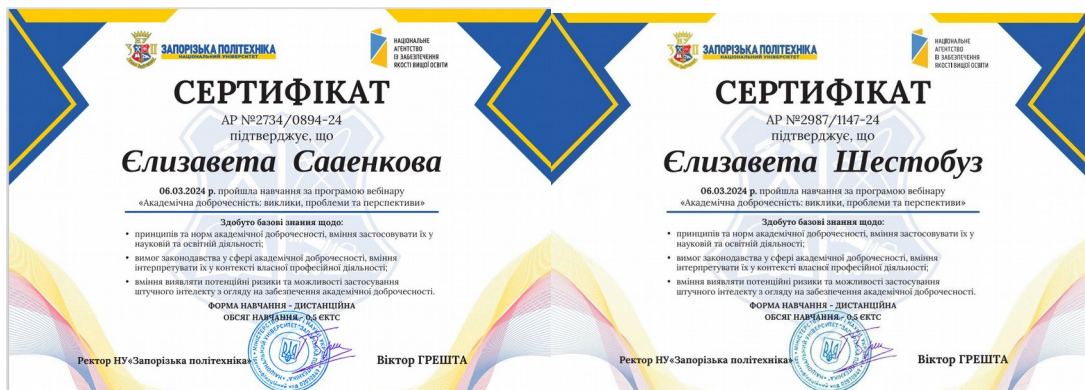 ЗАПОРІЗЬКА ПОЛІТЕХНІКА
НАЦІОНАЛЬНИЙ УНІВЕРСИТЕТ
НАЦІОНАЛЬНЕ
АГЕНТСТВО
ІЗ ЗАБЕЗПЕЧЕННЯ
ЯКОСТІ ВИЩОЇ ОСВІТИ
СЕРТИФІКАТ
АР №2734/0894-24
підтверджує, що
Єлизавета Сааенкова
06.03.2024 р. пройшла навчання за програмою вебінару
«Академічна доброчесність: виклики, проблеми та перспективи»
Здобуто базові знання щодо:
• принципів та норм академічної доброчесності, вміння застосовувати їх у
науковій та освітній діяльності;
• вимог законодавства у сфері академічної доброчесності, вміння
інтерпретувати їх у контексті власної професійної діяльності;
• вміння виявляти потенційні ризики та можливості застосування
штучного інтелекту з огляду на забезпечення академічної доброчесності.
ФОРМА НАВЧАННЯ – ДИСТАНЦІЙНА
ОБСЯГ НАВЧАННЯ – 0,5 ЄКТС
Ректор НУ«Запорізька політехніка» Віктор ГРЕШТА
ЗАПОРІЗЬКА ПОЛІТЕХНІКА
НАЦІОНАЛЬНИЙ УНІВЕРСИТЕТ
НАЦІОНАЛЬНЕ
АГЕНТСТВО
ІЗ ЗАБЕЗПЕЧЕННЯ
ЯКОСТІ ВИЩОЇ ОСВІТИ
СЕРТИФІКАТ
АР №2987/1147-24
підтверджує, що
Єлизавета Шестобуз
06.03.2024 р. пройшла навчання за програмою вебінару
«Академічна доброчесність: виклики, проблеми та перспективи»
Здобуто базові знання щодо:
• принципів та норм академічної доброчесності, вміння застосовувати їх у
науковій та освітній діяльності;
• вимог законодавства у сфері академічної доброчесності, вміння
інтерпретувати їх у контексті власної професійної діяльності;
• вміння виявляти потенційні ризики та можливості застосування
штучного інтелекту з огляду на забезпечення академічної доброчесності.
ФОРМА НАВЧАННЯ – ДИСТАНЦІЙНА
ОБСЯГ НАВЧАННЯ – 0,5 ЄКТС
Ректор НУ«Запорізька політехніка» Віктор ГРЕШТА